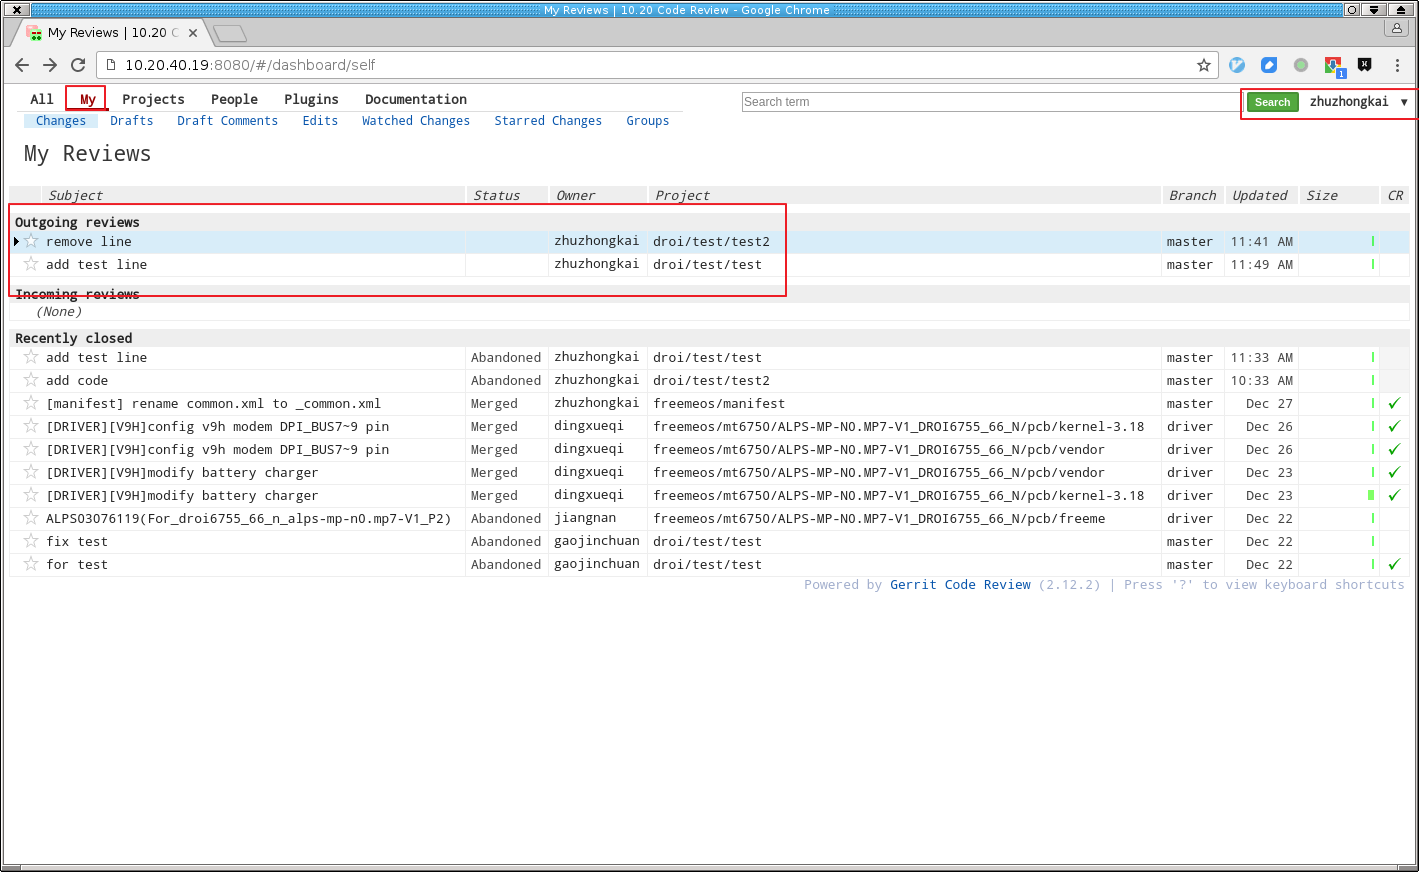 My Reviews | 10.20 Code Review - Google Chrome
My Reviews | 10.20 C
10.20.40.19:8080/#/dashboard/self
1
All My Projects People Plugins Documentation
Search term
Search
zhuzhongkai ▼
Changes Drafts Draft Comments Edits Watched Changes Starred Changes Groups
My Reviews
Subject Status Owner Project Branch Updated Size CR
Outgoing reviews
remove line zhuzhongkai droi/test/test2 master 11:41 AM
add test line zhuzhongkai droi/test/test master 11:49 AM
Incoming reviews
(None)
Recently closed
add test line Abandoned zhuzhongkai droi/test/test master 11:33 AM
add code Abandoned zhuzhongkai droi/test/test2 master 10:33 AM
[manifest] rename common.xml to _common.xml Merged zhuzhongkai freemeos/manifest master Dec 27 ✓
[DRIVER][V9H]config v9h modem DPI_BUS7~9 pin Merged dingxueqi freemeos/mt6750/ALPS-MP-N0.MP7-V1_DROI6755_66_N/pcb/kernel-3.18 driver Dec 26 ✓
[DRIVER][V9H]config v9h modem DPI_BUS7~9 pin Merged dingxueqi freemeos/mt6750/ALPS-MP-N0.MP7-V1_DROI6755_66_N/pcb/vendor driver Dec 26 ✓
[DRIVER][V9H]modify battery charger Merged dingxueqi freemeos/mt6750/ALPS-MP-N0.MP7-V1_DROI6755_66_N/pcb/vendor driver Dec 23 ✓
[DRIVER][V9H]modify battery charger Merged dingxueqi freemeos/mt6750/ALPS-MP-N0.MP7-V1_DROI6755_66_N/pcb/kernel-3.18 driver Dec 23 ✓
ALPS03076119(For_droi6755_66_n_alps-mp-n0.mp7-V1_P2) Abandoned jiangnan freemeos/mt6750/ALPS-MP-N0.MP7-V1_DROI6755_66_N/pcb/freeme driver Dec 22
fix test Abandoned gaojinchuan droi/test/test master Dec 22
for test Abandoned gaojinchuan droi/test/test master Dec 22 ✓
Powered by Gerrit Code Review (2.12.2) | Press '?' to view keyboard shortcuts